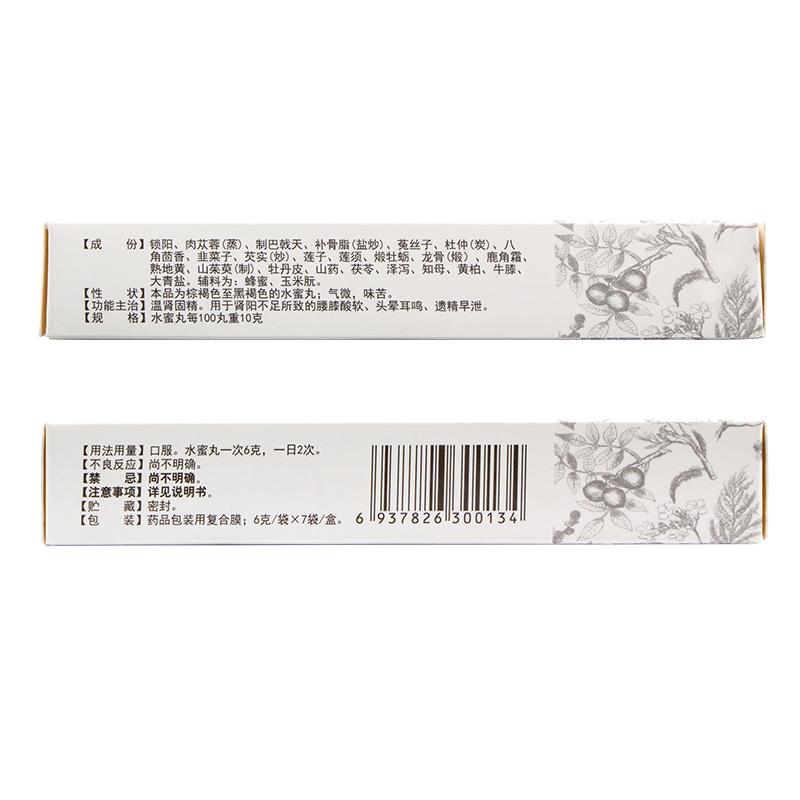 【成　份】锁阳、肉苁蓉(蒸)、制巴戟天、补骨脂(盐炒)、菟丝子、杜仲(炭)、八
角茴香、韭菜子、芡实(炒)、莲子、莲须、煅牡蛎、龙骨(煅)、鹿角霜、
熟地黄、山茱萸(制)、牡丹皮、山药、茯苓、泽泻、知母、黄柏、牛膝、
大青盐。辅料为：蜂蜜、玉米朊。
【性　状】本品为棕褐色至黑褐色的水蜜丸；气微，味苦。
【功能主治】温肾固精。用于肾阳不足所致的腰膝酸软、头晕耳鸣、遗精早泄。
【规　格】水蜜丸每100丸重10克
【用法用量】口服。水蜜丸一次6克，一日2次。
【不良反应】尚不明确。
【禁　忌】尚不明确。
【注意事项】详见说明书。
【贮　藏】密封。
【包　装】药品包装用复合膜；6克/袋×7袋/盒。
6 937826 300134